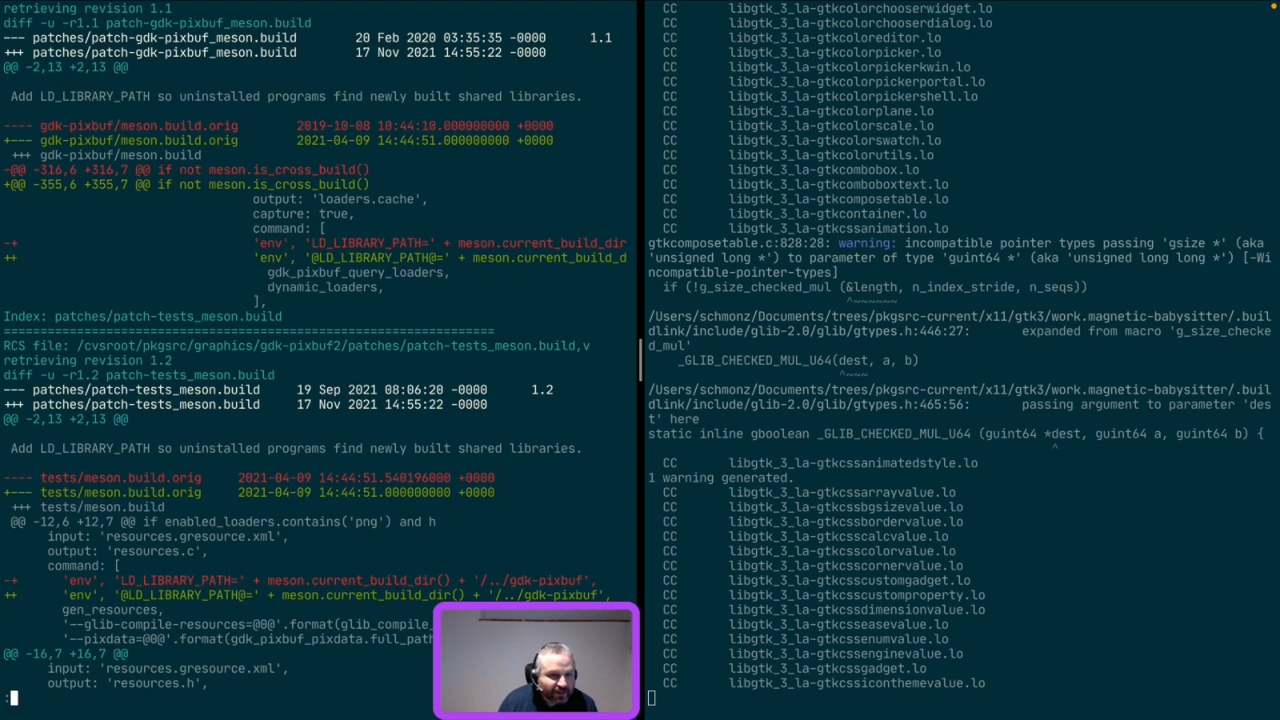 retrieving revision 1.1
diff -u -r1.1 patch-gdk-pixbuf_meson.build
--- patches/patch-gdk-pixbuf_meson.build 20 Feb 2020 03:35:35 -0000 1.1
+++ patches/patch-gdk-pixbuf_meson.build 17 Nov 2021 14:55:22 -0000
@@ -2,13 +2,13 @@
Add LD_LIBRARY_PATH so uninstalled programs find newly built shared libraries.
---- gdk-pixbuf/meson.build.orig 2019-10-08 10:44:10.000000000 +0000
+--- gdk-pixbuf/meson.build.orig 2021-04-09 14:44:51.000000000 +0000
+++ gdk-pixbuf/meson.build
-@@ -316,6 +316,7 @@ if not meson.is_cross_build()
+@@ -355,6 +355,7 @@ if not meson.is_cross_build()
output: 'loaders.cache',
capture: true,
command: [
-+ 'env', 'LD_LIBRARY_PATH=' + meson.current_build_dir
++ 'env', '@LD_LIBRARY_PATH@=' + meson.current_build_d
gdk_pixbuf_query_loaders,
dynamic_loaders,
],
Index: patches/patch-tests_meson.build
===================================================================
RCS file: /cvsroot/pkgsrc/graphics/gdk-pixbuf2/patches/patch-tests_meson.build,v
retrieving revision 1.2
diff -u -r1.2 patch-tests_meson.build
--- patches/patch-tests_meson.build 19 Sep 2021 08:06:20 -0000 1.2
+++ patches/patch-tests_meson.build 17 Nov 2021 14:55:22 -0000
@@ -2,13 +2,13 @@
Add LD_LIBRARY_PATH so uninstalled programs find newly built shared libraries.
---- tests/meson.build.orig 2021-04-09 14:44:51.540196000 +0000
+--- tests/meson.build.orig 2021-04-09 14:44:51.000000000 +0000
+++ tests/meson.build
@@ -12,6 +12,7 @@ if enabled_loaders.contains('png') and h
input: 'resources.gresource.xml',
output: 'resources.c',
command: [
-+ 'env', 'LD_LIBRARY_PATH=' + meson.current_build_dir() + '/../gdk-pixbuf',
++ 'env', '@LD_LIBRARY_PATH@=' + meson.current_build_dir() + '/../gdk-pixbuf',
gen_resources,
'--glib-compile-resources=@0@'.format(glib_compile_
'--pixdata=@0@'.format(gdk_pixbuf_pixdata.full_path
@@ -16,7 +16,7 @@
input: 'resources.gresource.xml',
output: 'resources.h',
:
CC libgtk_3_la-gtkcolorchooserwidget.lo
CC libgtk_3_la-gtkcolorchooserdialog.lo
CC libgtk_3_la-gtkcoloreditor.lo
CC libgtk_3_la-gtkcolorpicker.lo
CC libgtk_3_la-gtkcolorpickerkwin.lo
CC libgtk_3_la-gtkcolorpickerportal.lo
CC libgtk_3_la-gtkcolorpickershell.lo
CC libgtk_3_la-gtkcolorplane.lo
CC libgtk_3_la-gtkcolorscale.lo
CC libgtk_3_la-gtkcolorswatch.lo
CC libgtk_3_la-gtkcolorutils.lo
CC libgtk_3_la-gtkcombobox.lo
CC libgtk_3_la-gtkcomboboxtext.lo
CC libgtk_3_la-gtkcomposetable.lo
CC libgtk_3_la-gtkcontainer.lo
CC libgtk_3_la-gtkcssanimation.lo
gtkcomposetable.c:828:28: warning: incompatible pointer types passing 'gsize *' (aka
'unsigned long *') to parameter of type 'guint64 *' (aka 'unsigned long long *') [-Wi
ncompatible-pointer-types]
if (!g_size_checked_mul (&length, n_index_stride, n_seqs))
^~~~~~~
/Users/schmonz/Documents/trees/pkgsrc-current/x11/gtk3/work.magnetic-babysitter/.buil
dlink/include/glib-2.0/glib/gtypes.h:446:27: expanded from macro 'g_size_checke
d_mul'
_GLIB_CHECKED_MUL_U64(dest, a, b)
^~~~
/Users/schmonz/Documents/trees/pkgsrc-current/x11/gtk3/work.magnetic-babysitter/.buil
dlink/include/glib-2.0/glib/gtypes.h:465:56: passing argument to parameter 'des
t' here
static inline gboolean _GLIB_CHECKED_MUL_U64 (guint64 *dest, guint64 a, guint64 b) {
^
CC libgtk_3_la-gtkcssanimatedstyle.lo
1 warning generated.
CC libgtk_3_la-gtkcssarrayvalue.lo
CC libgtk_3_la-gtkcssbgsizevalue.lo
CC libgtk_3_la-gtkcssbordervalue.lo
CC libgtk_3_la-gtkcsscalcvalue.lo
CC libgtk_3_la-gtkcsscolorvalue.lo
CC libgtk_3_la-gtkcsscornervalue.lo
CC libgtk_3_la-gtkcsscustomgadget.lo
CC libgtk_3_la-gtkcsscustomproperty.lo
CC libgtk_3_la-gtkcssdimensionvalue.lo
CC libgtk_3_la-gtkcsseasevalue.lo
CC libgtk_3_la-gtkcssenumvalue.lo
CC libgtk_3_la-gtkcssenginevalue.lo
CC libgtk_3_la-gtkcssgadget.lo
CC libgtk_3_la-gtkcssiconthemevalue.lo